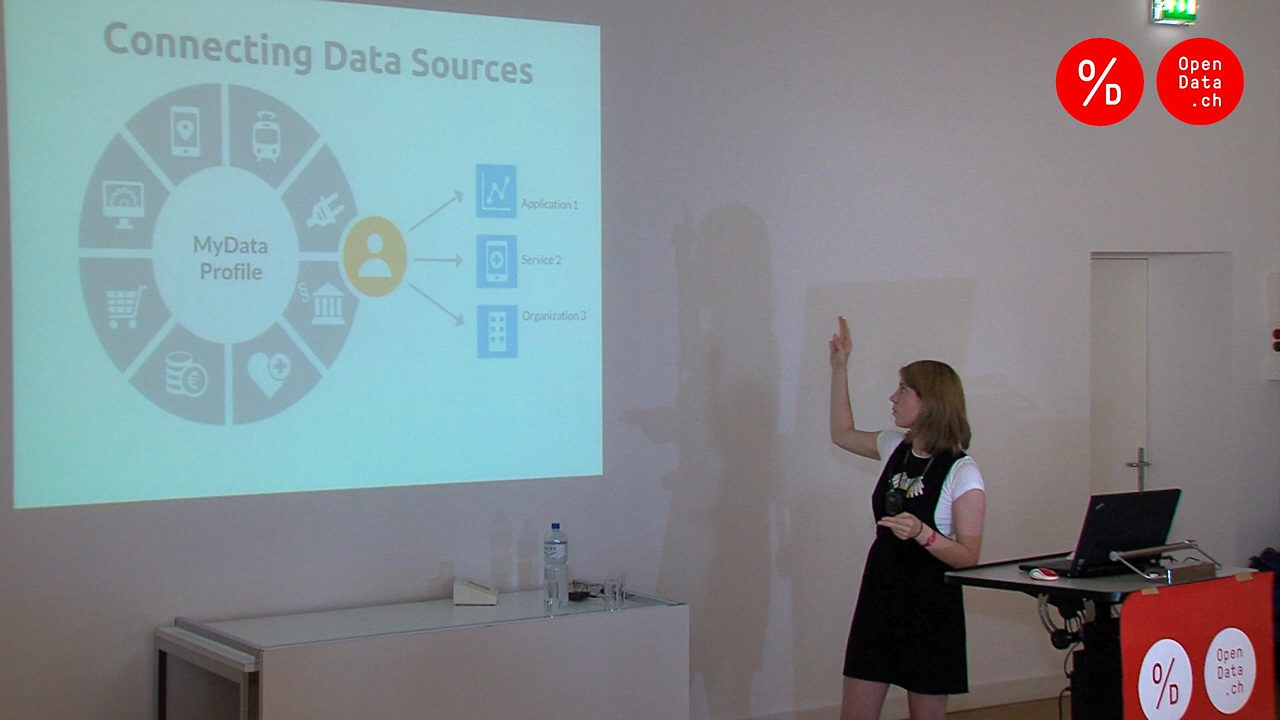 Connecting Data Sources
MyData
Profile
Application 1
Service 2
Organization 3
§
€
O/D
Open
Data
.ch
O/D
Open
Data
.ch